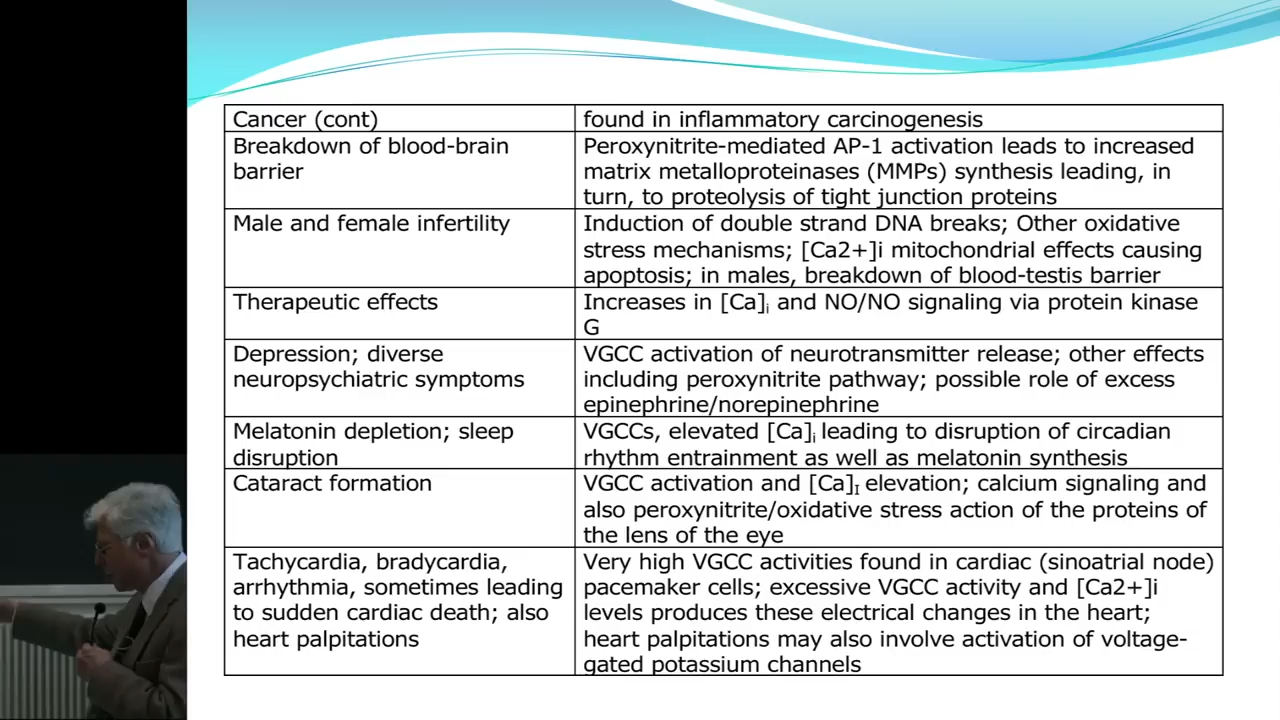 Cancer (cont)
found in inflammatory carcinogenesis
Breakdown of blood-brain
barrier
Peroxynitrite-mediated AP-1 activation leads to increased
matrix metalloproteinases (MMPs) synthesis leading, in
turn, to proteolysis of tight junction proteins
Male and female infertility
Induction of double strand DNA breaks; Other oxidative
stress mechanisms; [Ca2+]i mitochondrial effects causing
apoptosis; in males, breakdown of blood-testis barrier
Therapeutic effects
Increases in [Ca]i and NO/NO signaling via protein kinase
G
Depression; diverse
neuropsychiatric symptoms
VGCC activation of neurotransmitter release; other effects
including peroxynitrite pathway; possible role of excess
epinephrine/norepinephrine
Melatonin depletion; sleep
disruption
VGCCs, elevated [Ca]i leading to disruption of circadian
rhythm entrainment as well as melatonin synthesis
Cataract formation
VGCC activation and [Ca]I elevation; calcium signaling and
also peroxynitrite/oxidative stress action of the proteins of
the lens of the eye
Tachycardia, bradycardia,
arrhythmia, sometimes leading
to sudden cardiac death; also
heart palpitations
Very high VGCC activities found in cardiac (sinoatrial node)
pacemaker cells; excessive VGCC activity and [Ca2+]i
levels produces these electrical changes in the heart;
heart palpitations may also involve activation of voltage-
gated potassium channels